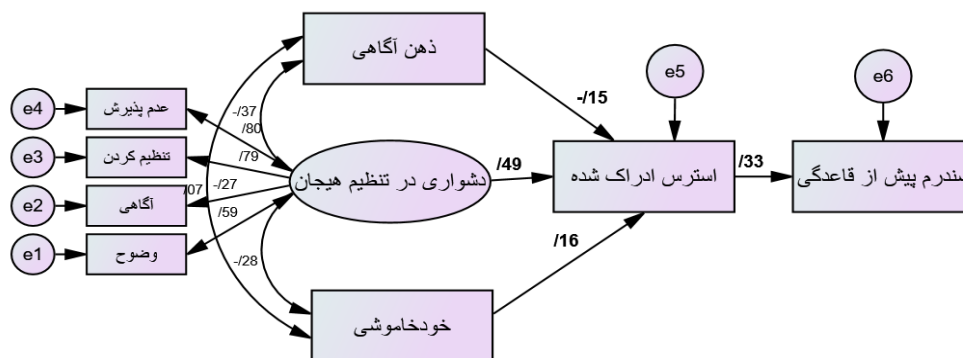 ذهن آگاهی
e5
e6
e4
عدم پذیرش
-/37
/80
-/15
e3
تنظیم کردن
/79
دشواری در تنظیم هیجان
/49
استرس ادراک شده
/33
سندرم پیش از قاعدگی
e2
آگاهی
/07
-/27
/59
/16
e1
وضوح
-/28
خودخاموشی